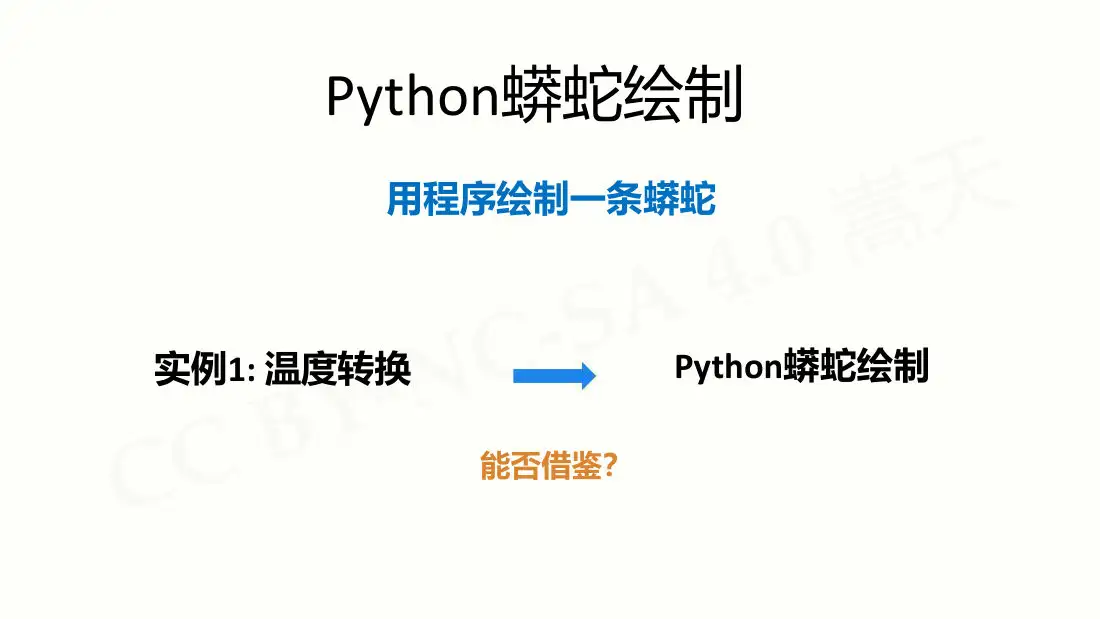 Python蟒蛇绘制
用程序绘制一条蟒蛇
实例1: 温度转换
Python蟒蛇绘制
能否借鉴？
CC BY-NC-SA 4.0 嵩天